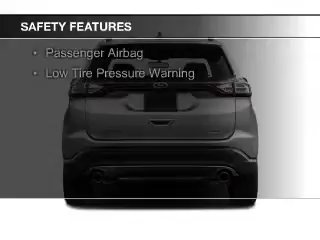 SAFETY FEATURES
• Passenger Airbag
• Low Tire Pressure Warning